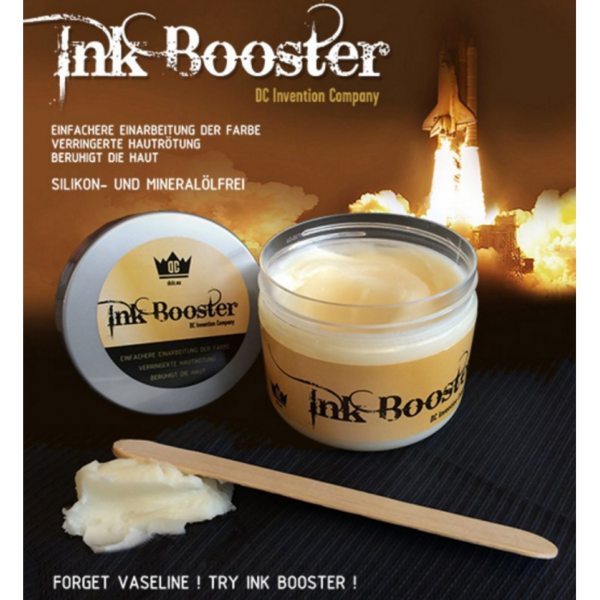 Ink Booster
DC Invention Company
EINFACHERE EINARBEITUNG DER FARBE
VERRINGERTE HAUTRÖTUNG
BERUHIGT DIE HAUT
SILIKON- UND MINERALÖLFREI
DC
Ink Booster
DC Invention Company
EINFACHERE EINARBEITUNG DER FARBE
VERRINGERTE HAUTRÖTUNG
BERUHIGT DIE HAUT
Ink Booster
DC Invention
FORGET VASELINE ! TRY INK BOOSTER !